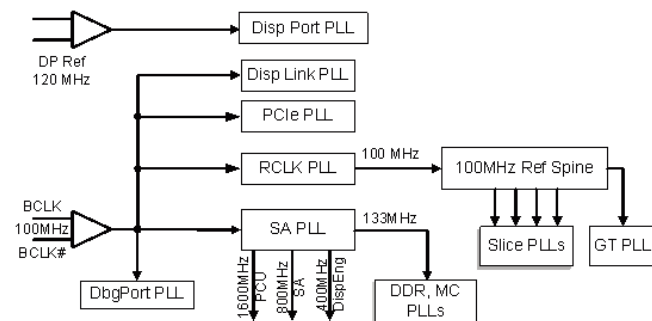 Disp Port PLL
DP Ref
120 MHz
Disp Link PLL
PCIe PLL
RCLK PLL
100 MHz
100MHz Ref Spine
BCLK
100MHz
BCLK#
SA PLL
133MHz
Slice PLLs
GT PLL
DbgPort PLL
1600MHz
PCU
800MHz
SA
400MHz
DispEng
DDR, MC
PLLs